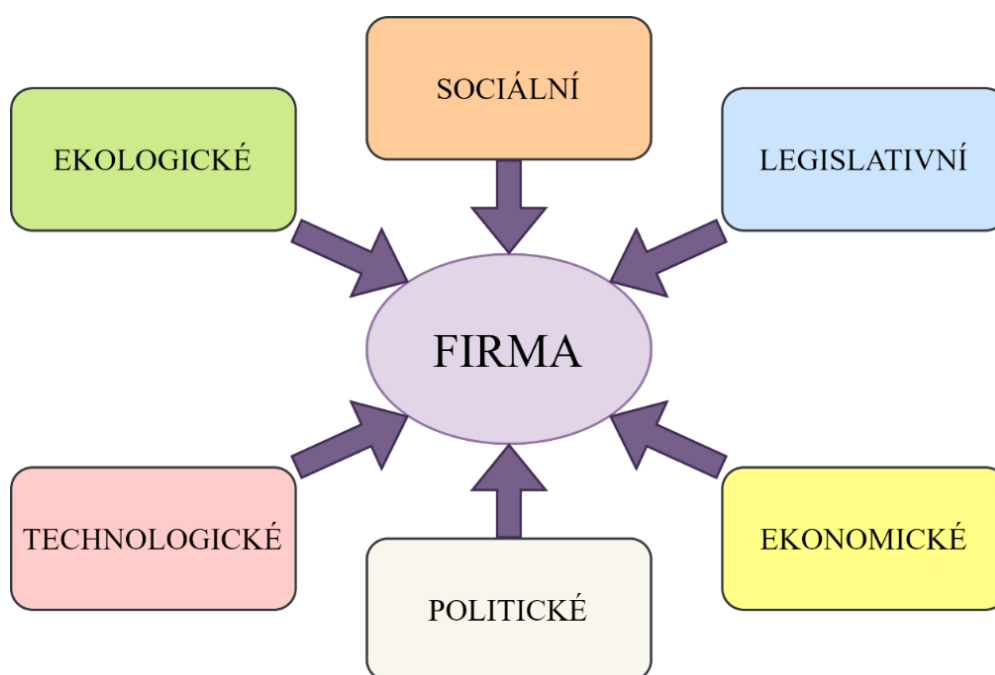 SOCIÁLNÍ
EKOLOGICKÉ
LEGISLATIVNÍ
FIRMA
TECHNOLOGICKÉ
EKONOMICKÉ
POLITICKÉ